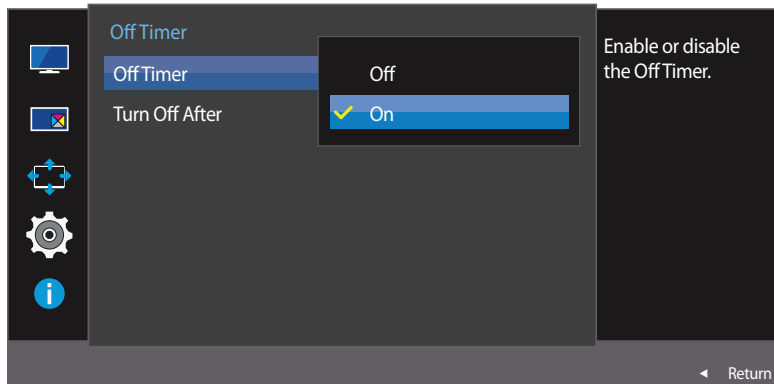 Off Timer
Off Timer
Turn Off After
Off
On
Enable or disable
the Off Timer.
Return